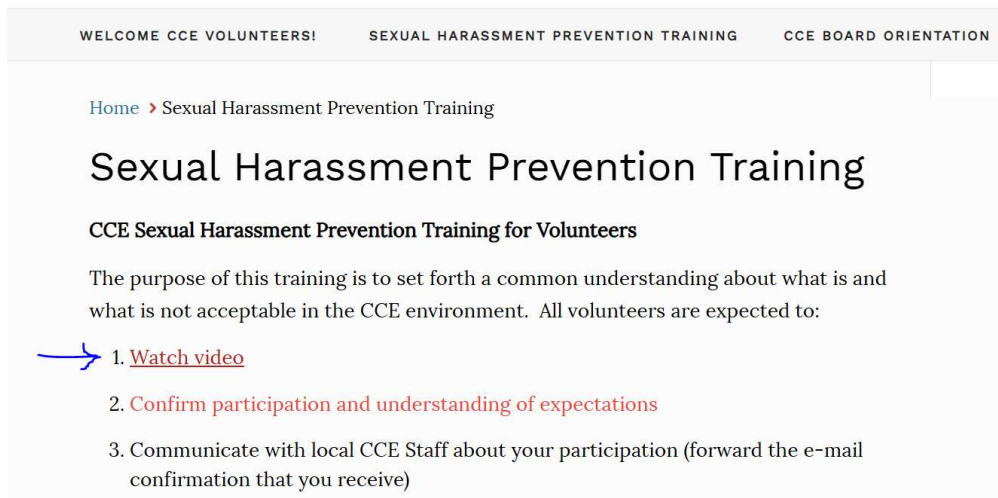 WELCOME CCE VOLUNTEERS! SEXUAL HARASSMENT PREVENTION TRAINING CCE BOARD ORIENTATION
Home > Sexual Harassment Prevention Training
Sexual Harassment Prevention Training
CCE Sexual Harassment Prevention Training for Volunteers
The purpose of this training is to set forth a common understanding about what is and
what is not acceptable in the CCE environment. All volunteers are expected to:
1. Watch video
2. Confirm participation and understanding of expectations
3. Communicate with local CCE Staff about your participation (forward the e-mail
confirmation that you receive)